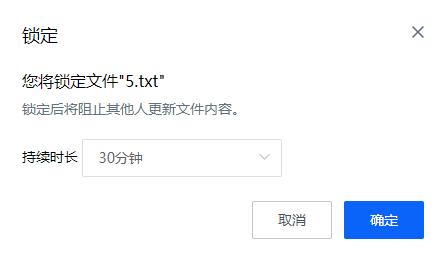 锁定
您将锁定文件"5.txt"
锁定后将阻止其他人更新文件内容。
持续时长 30分钟
取消 确定